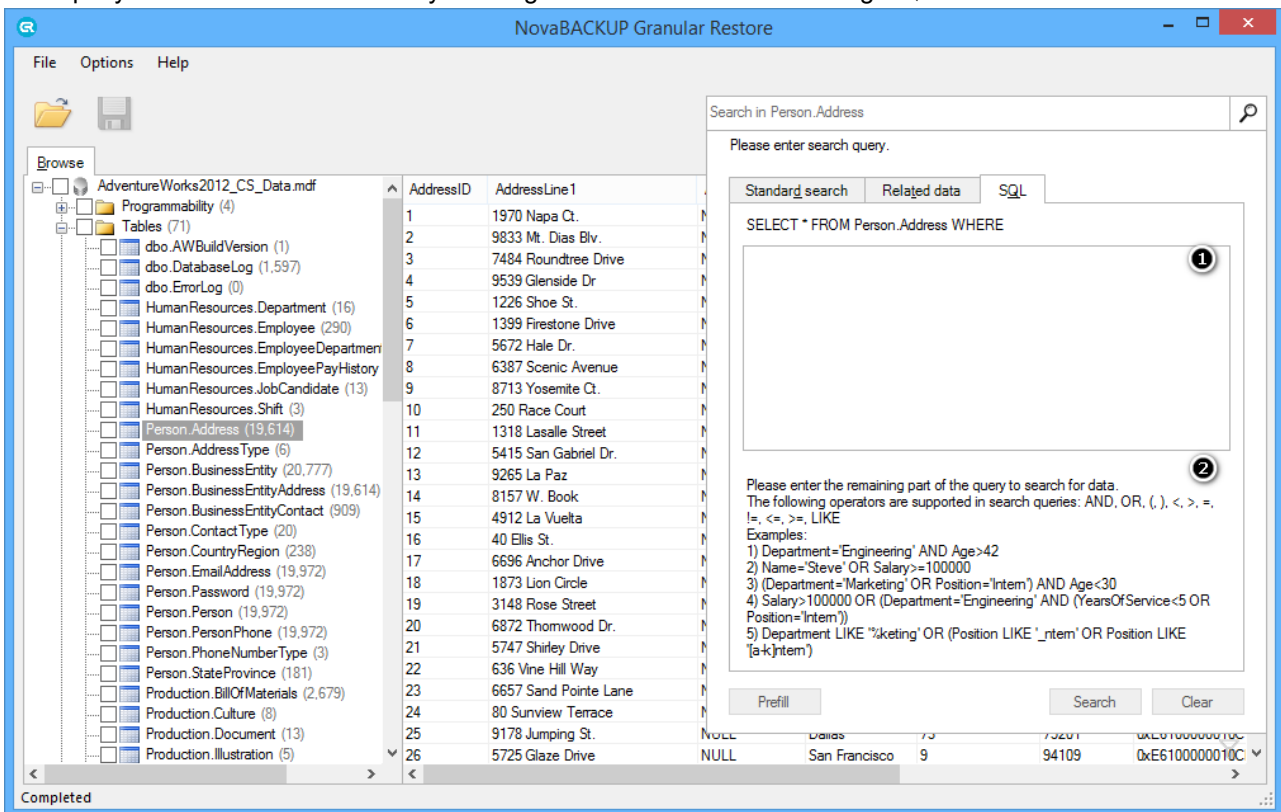 NovaBACKUP Granular Restore
File Options Help
Search in Person.Address
Please enter search query.
Browse
Standard search Related data SQL
SELECT * FROM Person.Address WHERE
1
2
Please enter the remaining part of the query to search for data.
The following operators are supported in search queries: AND, OR, (, ), <, >, =,
!=, <=, >=, LIKE
Examples:
1) Department='Engineering' AND Age>42
2) Name='Steve' OR Salary>=100000
3) (Department='Marketing' OR Position='Intern') AND Age<30
4) Salary>100000 OR (Department='Engineering' AND (YearsOfService<5 OR
Position='Intern'))
5) Department LIKE '%keting' OR (Position LIKE '_ntern' OR Position LIKE
'[a-k]ntern')
Prefill Search Clear
AdventureWorks2012_CS_Data.mdf
Programmability (4)
Tables (71)
dbo.AWBuildVersion (1)
dbo.DatabaseLog (1,597)
dbo.ErrorLog (0)
HumanResources.Department (16)
HumanResources.Employee (290)
HumanResources.EmployeeDepartmen
HumanResources.EmployeePayHistory
HumanResources.JobCandidate (13)
HumanResources.Shift (3)
Person.Address (19,614)
Person.AddressType (6)
Person.BusinessEntity (20,777)
Person.BusinessEntityAddress (19,614)
Person.BusinessEntityContact (909)
Person.ContactType (20)
Person.CountryRegion (238)
Person.EmailAddress (19,972)
Person.Password (19,972)
Person.Person (19,972)
Person.PersonPhone (19,972)
Person.PhoneNumberType (3)
Person.StateProvince (181)
Production.BillOfMaterials (2,679)
Production.Culture (8)
Production.Document (13)
Production.Illustration (5)
AddressID AddressLine1
1 1970 Napa Ct.
2 9833 Mt. Dias Blv.
3 7484 Roundtree Drive
4 9539 Glenside Dr
5 1226 Shoe St.
6 1399 Firestone Drive
7 5672 Hale Dr.
8 6387 Scenic Avenue
9 8713 Yosemite Ct.
10 250 Race Court
11 1318 Lasalle Street
12 5415 San Gabriel Dr.
13 9265 La Paz
14 8157 W. Book
15 4912 La Vuelta
16 40 Ellis St.
17 6696 Anchor Drive
18 1873 Lion Circle
19 3148 Rose Street
20 6872 Thornwood Dr.
21 5747 Shirley Drive
22 636 Vine Hill Way
23 6657 Sand Pointe Lane
24 80 Sunview Terrace
25 9178 Jumping St. NULL Dallas 73 75201
26 5725 Glaze Drive NULL San Francisco 9 94109 0xE6100000010C
Completed